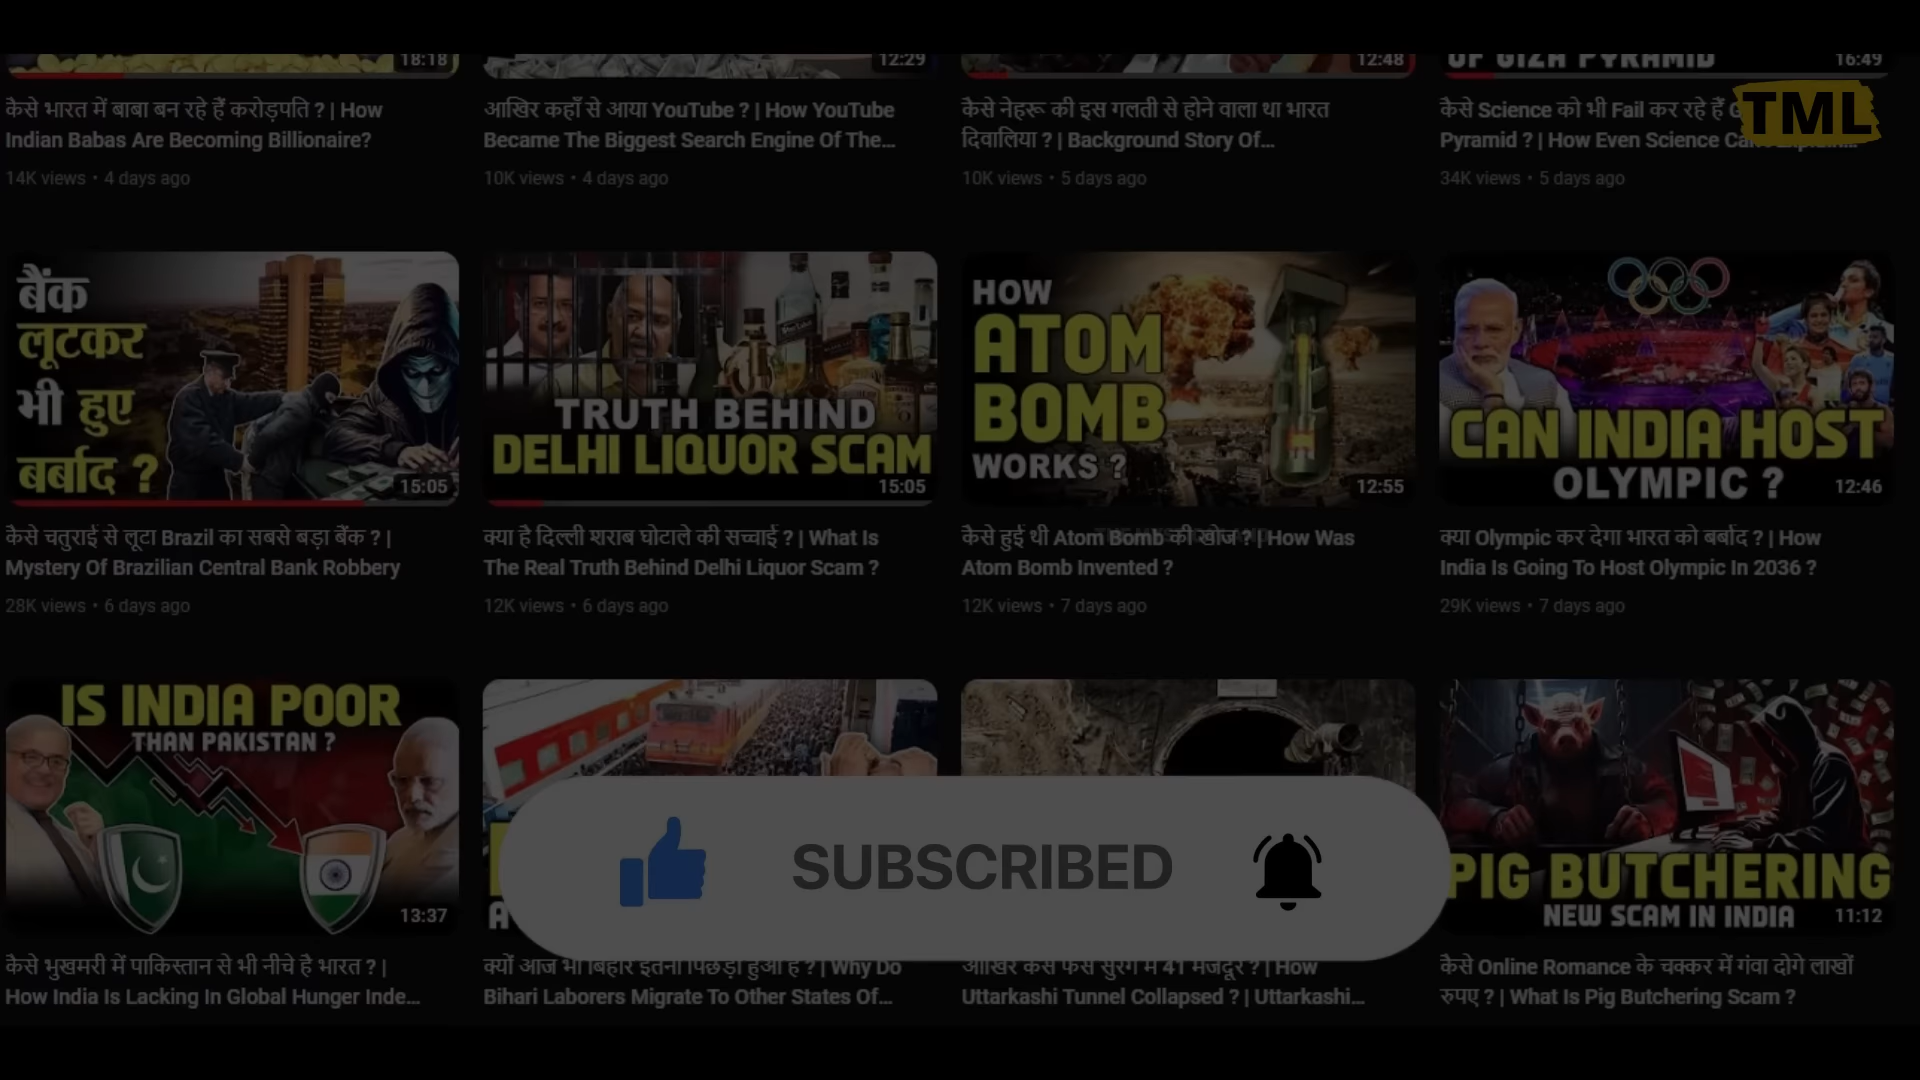 18:18
12:29
12:48
OF GIZA PYRAMID
16:49
TML
कैसे भारत में बाबा बन रहे हैं करोड़पति ? | How
Indian Babas Are Becoming Billionaire?
14K views • 4 days ago
आखिर कहाँ से आया YouTube ? | How YouTube
Became The Biggest Search Engine Of The...
10K views • 4 days ago
कैसे नेहरू की इस गलती से होने वाला था भारत
दिवालिया ? | Background Story Of...
10K views • 5 days ago
कैसे Science को भी Fail कर रहे हैं
Pyramid ? | How Even Science
34K views • 5 days ago
बैंक
लूटकर
भी हुए
बर्बाद ?
15:05
कैसे चतुराई से लूटा Brazil का सबसे बड़ा बैंक ? |
Mystery Of Brazilian Central Bank Robbery
28K views • 6 days ago
TRUTH BEHIND
DELHI LIQUOR SCAM
15:05
क्या है दिल्ली शराब घोटाले की सच्चाई ? | What Is
The Real Truth Behind Delhi Liquor Scam ?
12K views • 6 days ago
HOW
ATOM
BOMB
WORKS ?
12:55
कैसे हुई थी Atom Bomb की खोज ? | How Was
Atom Bomb Invented ?
12K views • 7 days ago
CAN INDIA HOST
OLYMPIC ?
12:46
क्या Olympic कर देगा भारत को बर्बाद ? | How
India Is Going To Host Olympic In 2036 ?
29K views • 7 days ago
IS INDIA POOR
THAN PAKISTAN ?
13:37
कैसे भुखमरी में पाकिस्तान से भी नीचे है भारत ? |
How India Is Lacking In Global Hunger Inde...
SUBSCRIBED
क्यों आज भी बिहार इतना पिछड़ा हुआ है ? | Why Do
Bihari Laborers Migrate To Other States Of...
आखिर कैसे फंसे सुरंग में 41 मजदूर ? | How
Uttarkashi Tunnel Collapsed ? | Uttarkashi...
PIG BUTCHERING
NEW SCAM IN INDIA
11:12
कैसे Online Romance के चक्कर में गंवा दोगे लाखों
रुपए ? | What Is Pig Butchering Scam ?